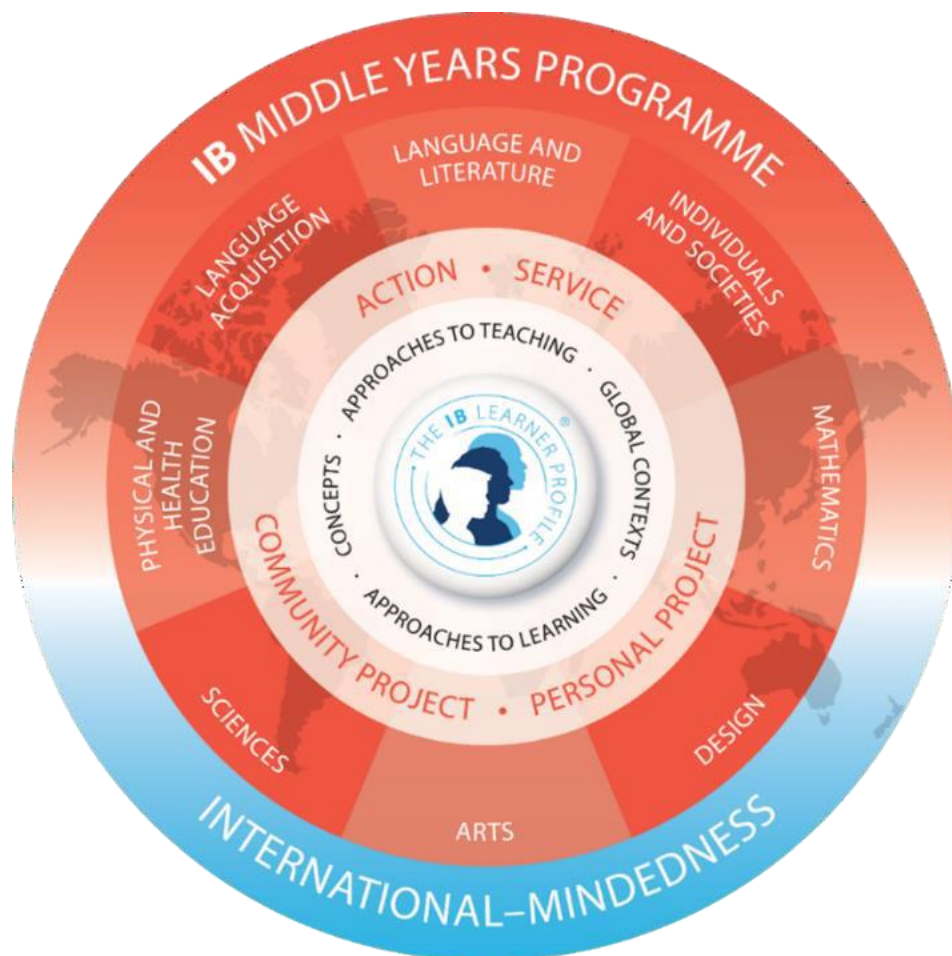 IB MIDDLE YEARS PROGRAMME
LANGUAGE AND
LITERATURE
INDIVIDUALS
AND SOCIETIES
MATHEMATICS
DESIGN
ARTS
SCIENCES
PHYSICAL AND
HEALTH
EDUCATION
LANGUAGE
ACQUISITION
ACTION • SERVICE
PERSONAL PROJECT •
COMMUNITY PROJECT
APPROACHES TO TEACHING •
GLOBAL CONTEXTS •
APPROACHES TO LEARNING •
CONCEPTS •
• THE IB LEARNER PROFILE • ®
INTERNATIONAL–MINDEDNESS